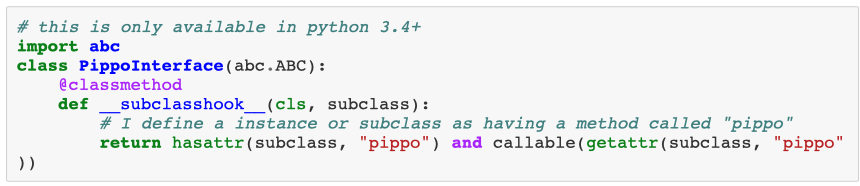 # this is only available in python 3.4+
import abc
class PippoInterface(abc.ABC):
    @classmethod
    def __subclasshook__(cls, subclass):
        # I define a instance or subclass as having a method called "pippo"
        return hasattr(subclass, "pippo") and callable(getattr(subclass, "pippo"
))